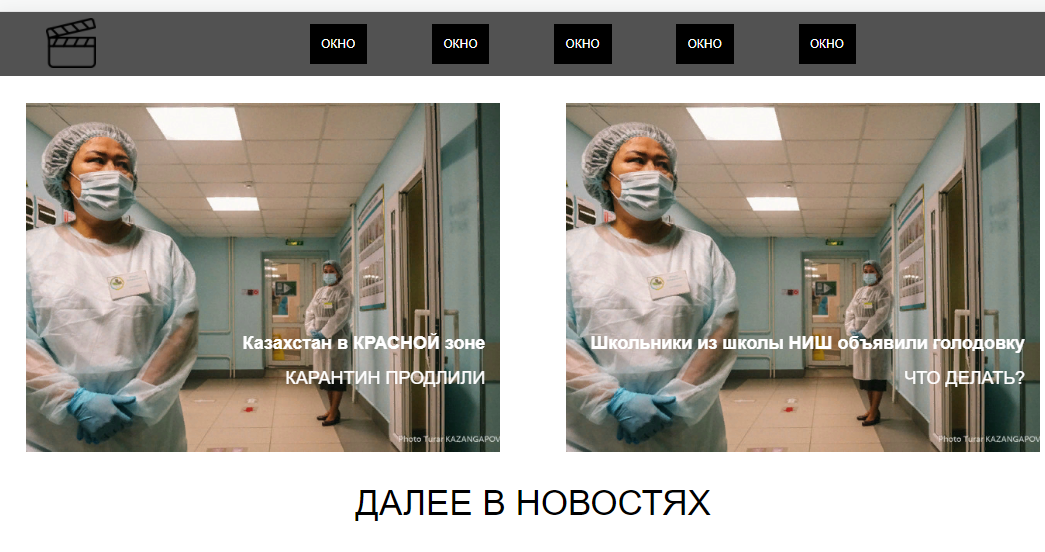 ОКНО ОКНО ОКНО ОКНО ОКНО
Казахстан в КРАСНОЙ зоне
КАРАНТИН ПРОДЛИЛИ
Photo Turar KAZANGAPOV
Школьники из школы НИШ объявили голодовку
ЧТО ДЕЛАТЬ?
Photo Turar KAZANGAPOV
ДАЛЕЕ В НОВОСТЯХ